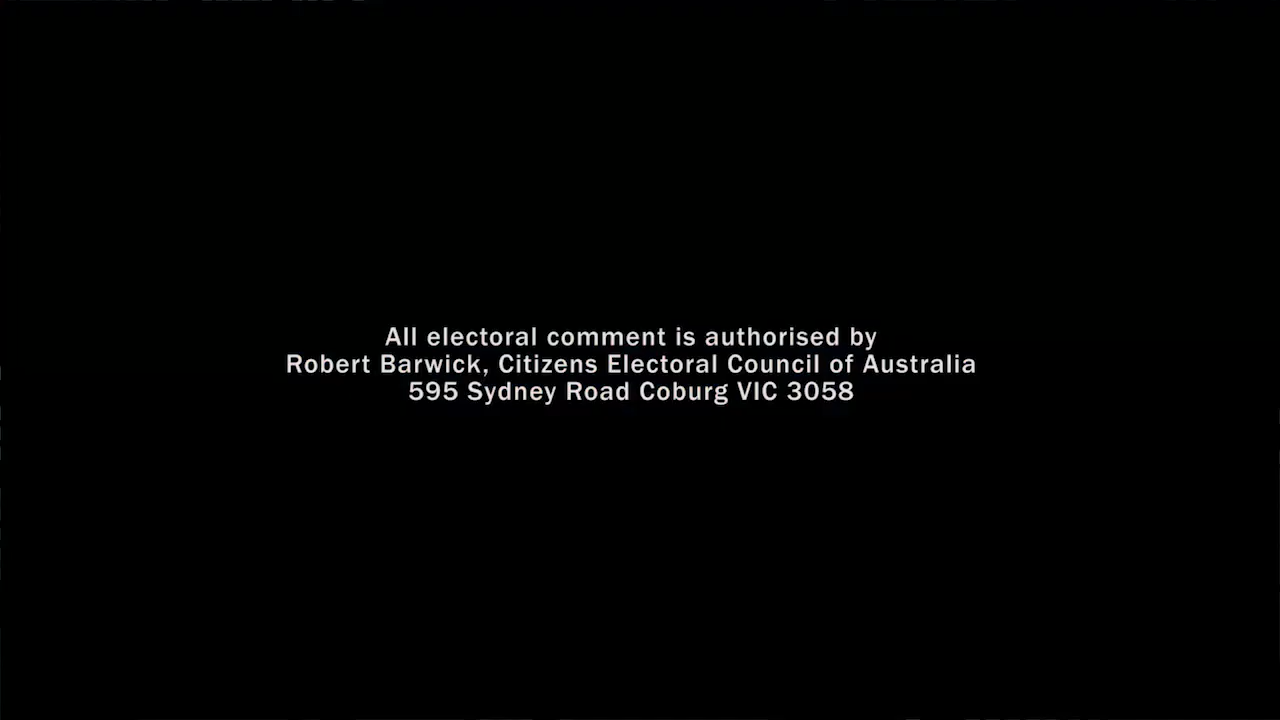 All electoral comment is authorised by
Robert Barwick, Citizens Electoral Council of Australia
595 Sydney Road Coburg VIC 3058